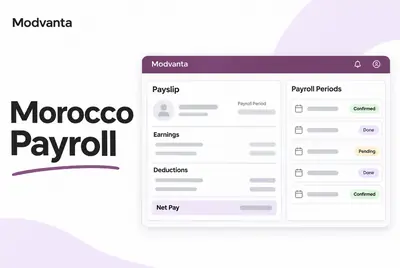 Modvanta
Morocco
Payroll
Modvanta
Payslip
Payroll Period
Earnings
Deductions
Net Pay
Payroll Periods
Confirmed
Done
Pending
Done
Confirmed